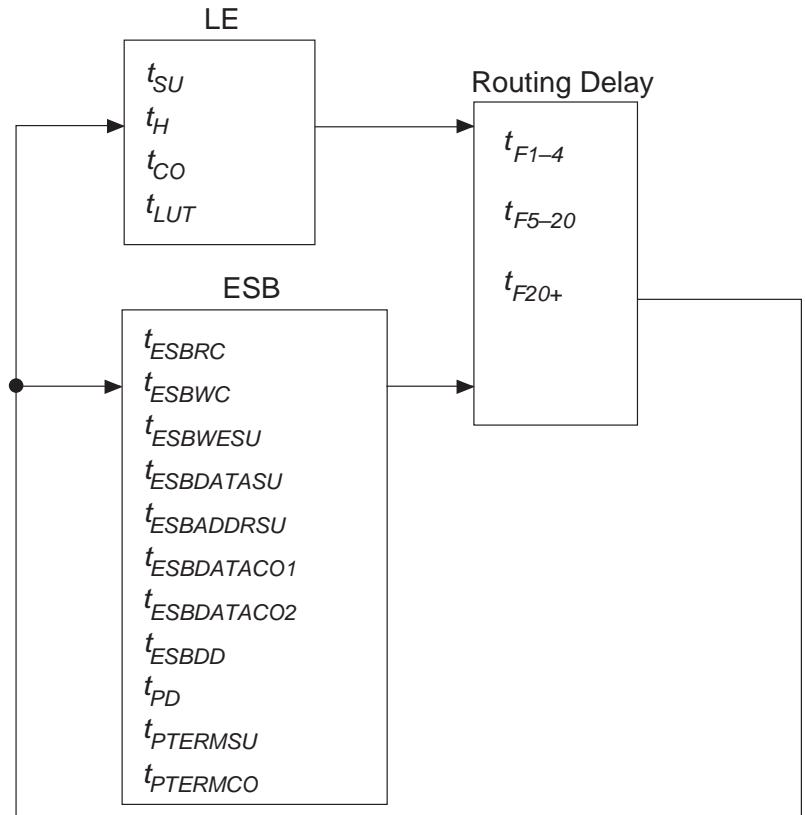 LE
tSU
tH
tCO
tLUT
Routing Delay
tF1–4
tF5–20
tF20+
ESB
tESBRC
tESBWC
tESBWESU
tESBDATASU
tESBADDRSU
tESBDATACO1
tESBDATACO2
tESBDD
tPD
tPTERMSU
tPTERMCO